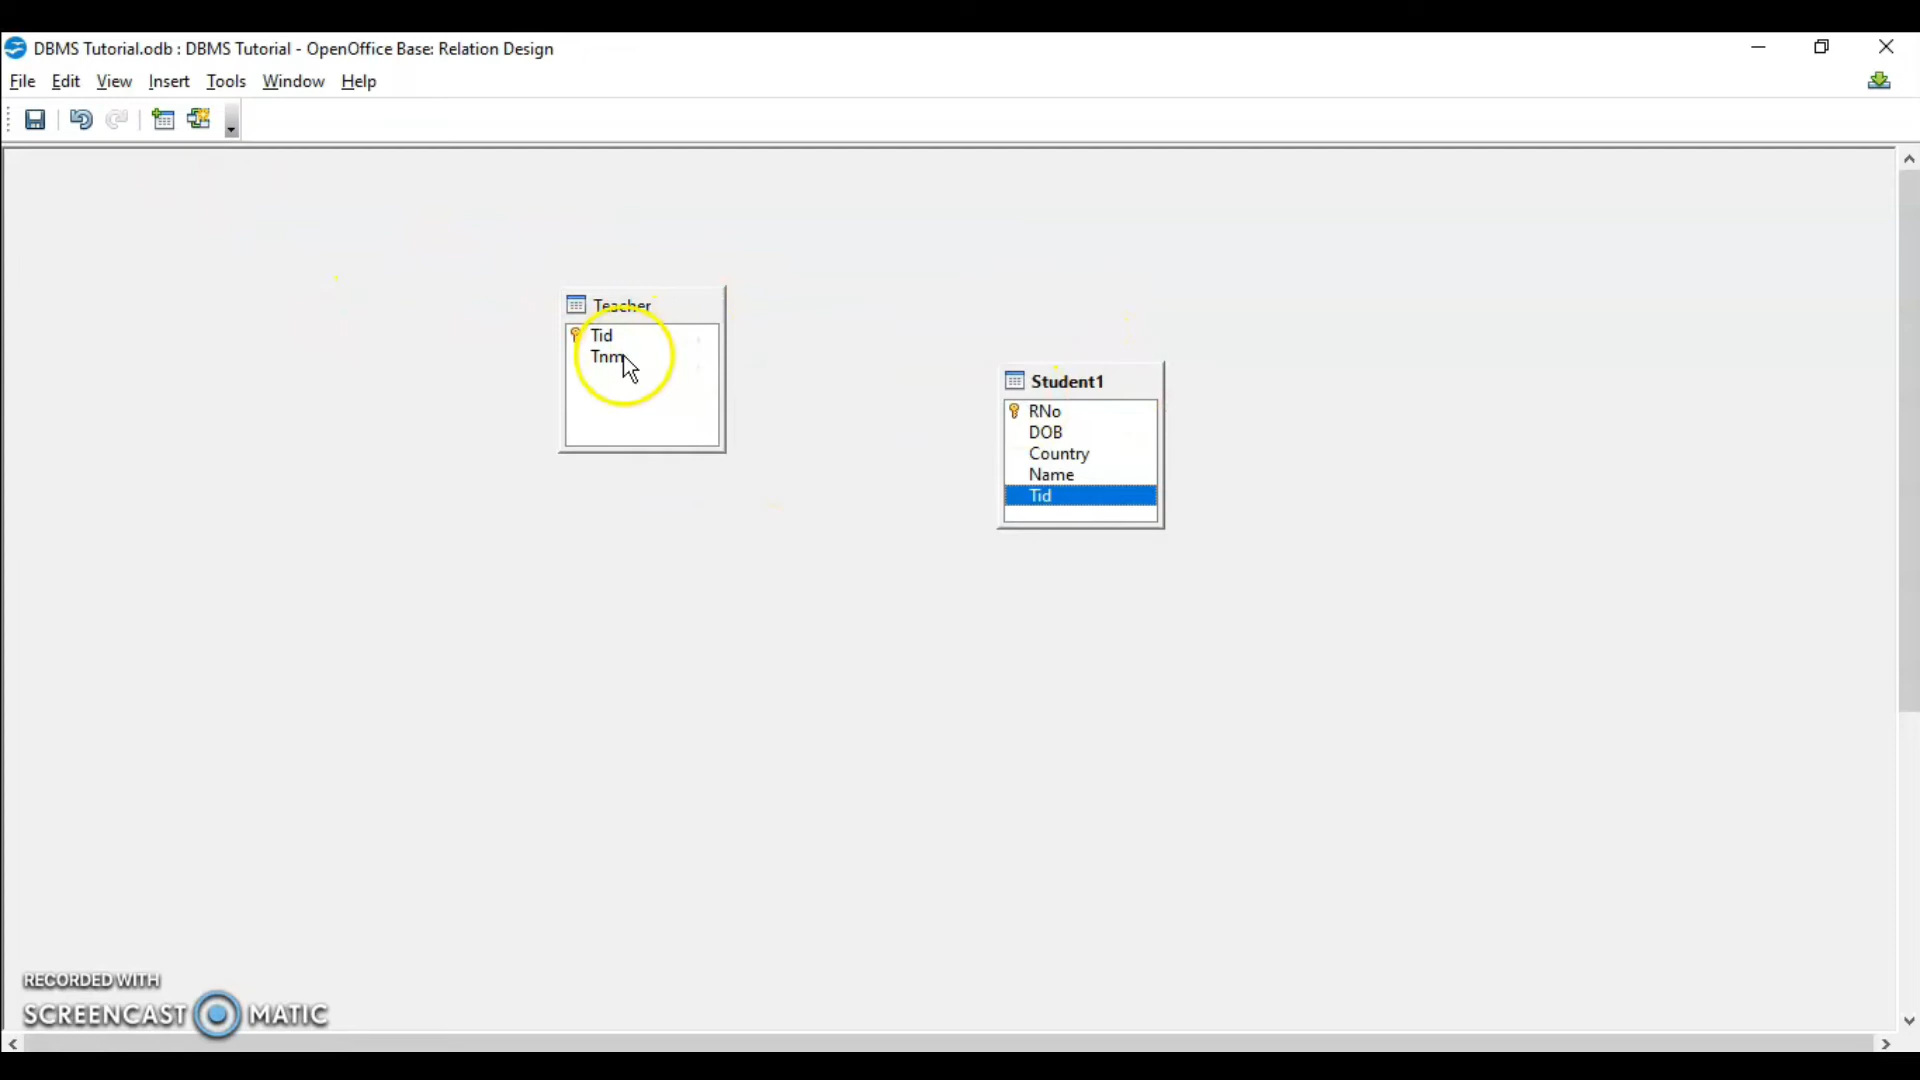 DBMS Tutorial.odb : DBMS Tutorial - OpenOffice Base: Relation Design
File Edit View Insert Tools Window Help
Teacher
Tid
Tnm
Student1
RNo
DOB
Country
Name
Tid
RECORDED WITH
SCREENCAST MATIC